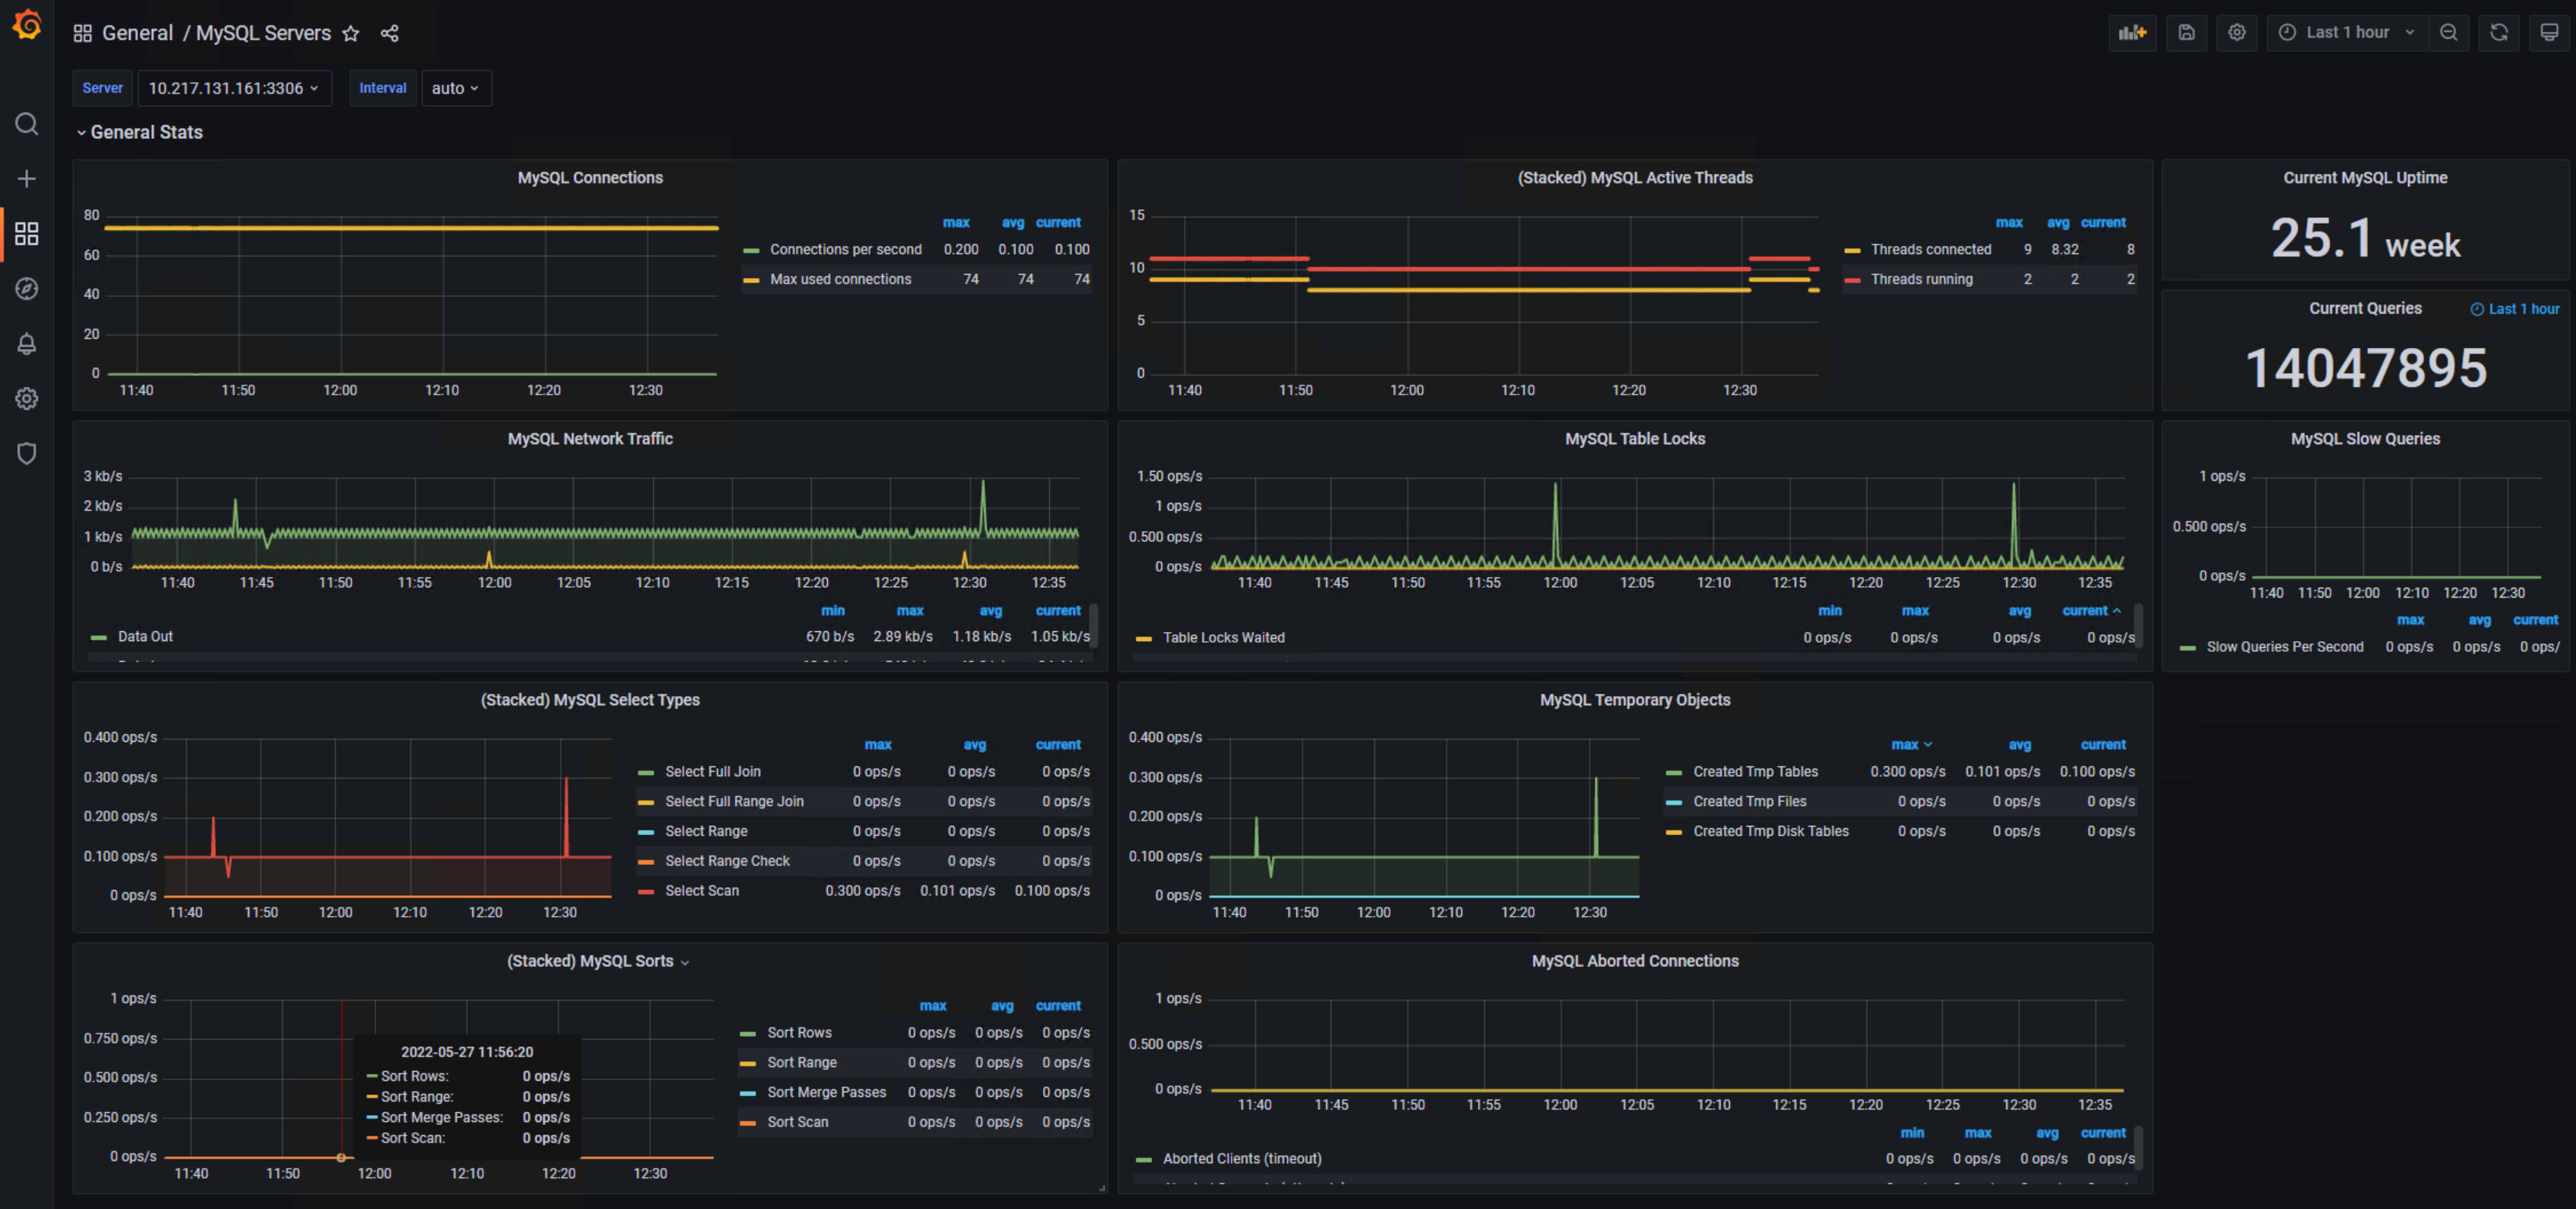 General / MySQL Servers
Last 1 hour
Server 10.217.131.161:3306 Interval auto
General Stats
MySQL Connections
80
60
40
20
0
11:40 11:50 12:00 12:10 12:20 12:30
max avg current
Connections per second 0.200 0.100 0.100
Max used connections 74 74 74
(Stacked) MySQL Active Threads
15
10
5
0
11:40 11:50 12:00 12:10 12:20 12:30
max avg current
Threads connected 9 8.32 8
Threads running 2 2 2
Current MySQL Uptime
25.1 week
Current Queries Last 1 hour
14047895
MySQL Network Traffic
3 kb/s
2 kb/s
1 kb/s
0 b/s
11:40 11:45 11:50 11:55 12:00 12:05 12:10 12:15 12:20 12:25 12:30 12:35
min max avg current
Data Out 670 b/s 2.89 kb/s 1.18 kb/s 1.05 kb/s
MySQL Table Locks
1.50 ops/s
1 ops/s
0.500 ops/s
0 ops/s
11:40 11:45 11:50 11:55 12:00 12:05 12:10 12:15 12:20 12:25 12:30 12:35
min max avg current
Table Locks Waited 0 ops/s 0 ops/s 0 ops/s 0 ops/s
MySQL Slow Queries
1 ops/s
0.500 ops/s
0 ops/s
11:40 11:50 12:00 12:10 12:20 12:30
max avg current
Slow Queries Per Second 0 ops/s 0 ops/s 0 ops/
(Stacked) MySQL Select Types
0.400 ops/s
0.300 ops/s
0.200 ops/s
0.100 ops/s
0 ops/s
11:40 11:50 12:00 12:10 12:20 12:30
max avg current
Select Full Join 0 ops/s 0 ops/s 0 ops/s
Select Full Range Join 0 ops/s 0 ops/s 0 ops/s
Select Range 0 ops/s 0 ops/s 0 ops/s
Select Range Check 0 ops/s 0 ops/s 0 ops/s
Select Scan 0.300 ops/s 0.101 ops/s 0.100 ops/s
MySQL Temporary Objects
0.400 ops/s
0.300 ops/s
0.200 ops/s
0.100 ops/s
0 ops/s
11:40 11:50 12:00 12:10 12:20 12:30
max avg current
Created Tmp Tables 0.300 ops/s 0.101 ops/s 0.100 ops/s
Created Tmp Files 0 ops/s 0 ops/s 0 ops/s
Created Tmp Disk Tables 0 ops/s 0 ops/s 0 ops/s
(Stacked) MySQL Sorts
1 ops/s
0.750 ops/s
0.500 ops/s
0.250 ops/s
0 ops/s
11:40 11:50 12:00 12:10 12:20 12:30
2022-05-27 11:56:20
Sort Rows: 0 ops/s
Sort Range: 0 ops/s
Sort Merge Passes: 0 ops/s
Sort Scan: 0 ops/s
max avg current
Sort Rows 0 ops/s 0 ops/s 0 ops/s
Sort Range 0 ops/s 0 ops/s 0 ops/s
Sort Merge Passes 0 ops/s 0 ops/s 0 ops/s
Sort Scan 0 ops/s 0 ops/s 0 ops/s
MySQL Aborted Connections
1 ops/s
0.500 ops/s
0 ops/s
11:40 11:45 11:50 11:55 12:00 12:05 12:10 12:15 12:20 12:25 12:30 12:35
min max avg current
Aborted Clients (timeout) 0 ops/s 0 ops/s 0 ops/s 0 ops/s